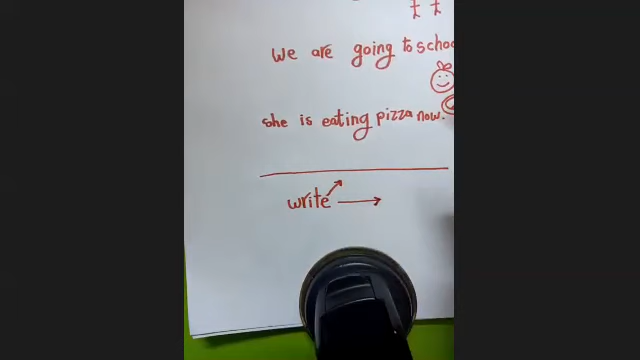 We are going to schoo
she is eating pizza now.
write